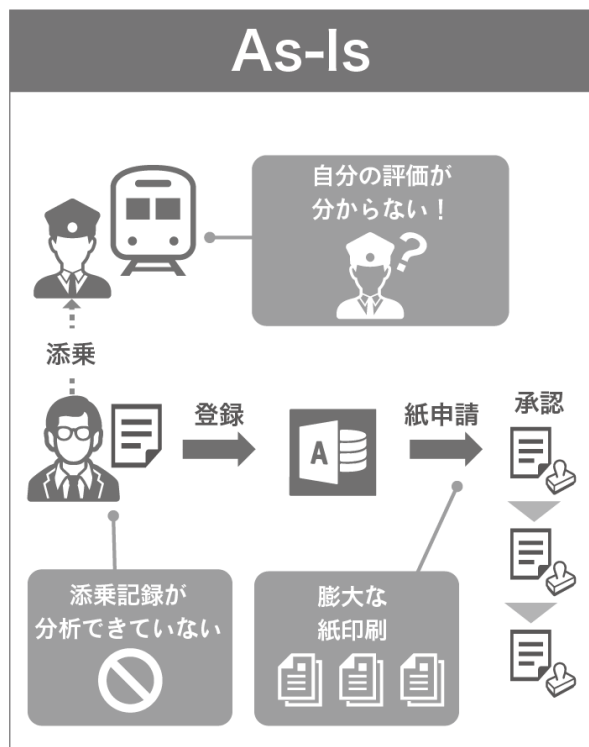 As-Is
自分の評価が
分からない！
?
添乗
登録
A
紙申請
承認
添乗記録が
分析できていない
膨大な
紙印刷